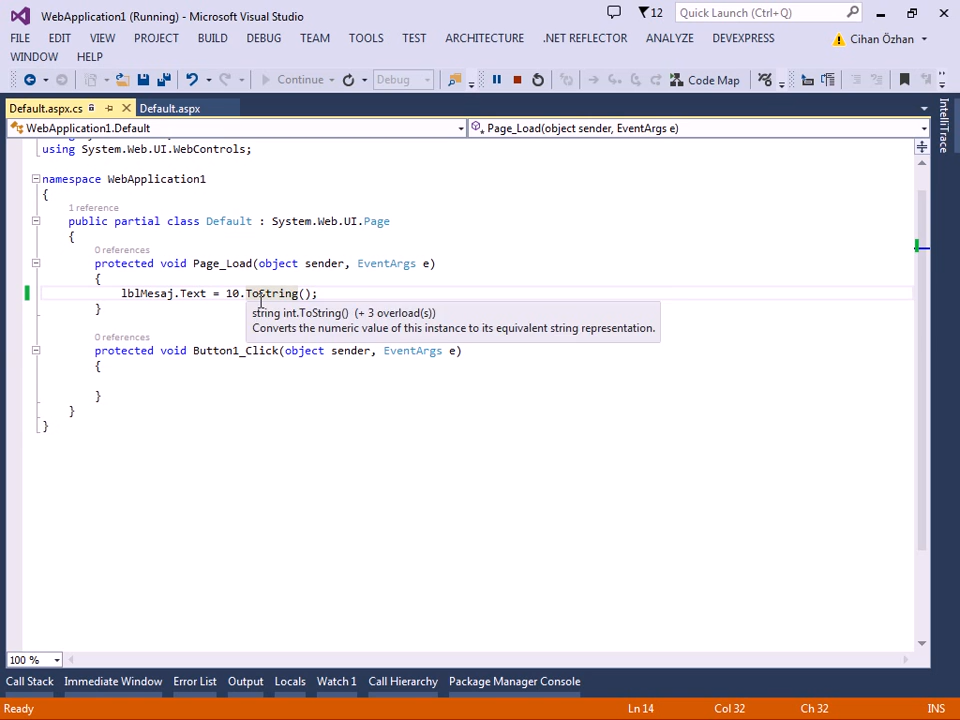 WebApplication1 (Running) - Microsoft Visual Studio
12
Quick Launch (Ctrl+Q)
FILE EDIT VIEW PROJECT BUILD DEBUG TEAM TOOLS TEST ARCHITECTURE .NET REFLECTOR ANALYZE DEVEXPRESS
Cihan Özhan
WINDOW HELP
Continue Debug Code Map
Default.aspx.cs Default.aspx
WebApplication1.Default Page_Load(object sender, EventArgs e)
IntelliTrace
using System.Web.UI.WebControls;
namespace WebApplication1
{
1 reference
public partial class Default : System.Web.UI.Page
{
0 references
protected void Page_Load(object sender, EventArgs e)
{
lblMesaj.Text = 10.ToString();
string int.ToString() (+ 3 overload(s))
}
Converts the numeric value of this instance to its equivalent string representation.
0 references
protected void Button1_Click(object sender, EventArgs e)
{
}
}
}
100 %
Call Stack Immediate Window Error List Output Locals Watch 1 Call Hierarchy Package Manager Console
Ready Ln 14 Col 32 Ch 32 INS